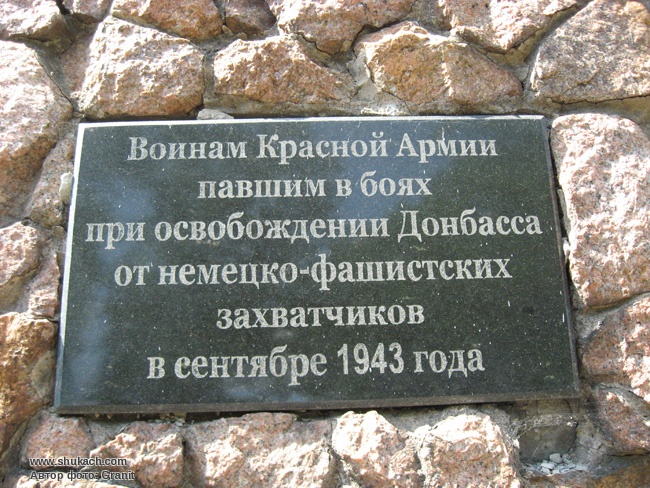 Воинам Красной Армии
павшим в боях
при освобождении Донбасса
от немецко-фашистских
захватчиков
в сентябре 1943 года
www.shukach.com
Автор фото: Granit